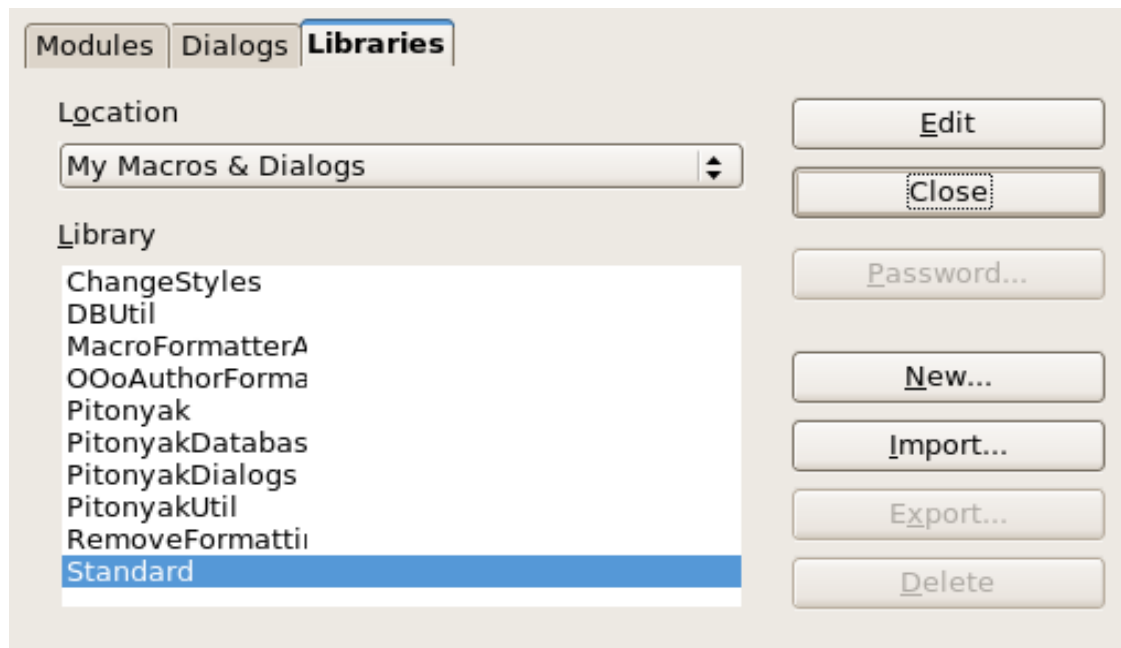 Modules Dialogs Libraries
Location
My Macros & Dialogs
Library
ChangeStyles
DBUtil
MacroFormatterA
OOoAuthorForma
Pitonyak
PitonyakDatabas
PitonyakDialogs
PitonyakUtil
RemoveFormattin
Standard
Edit
Close
Password...
New...
Import...
Export...
Delete